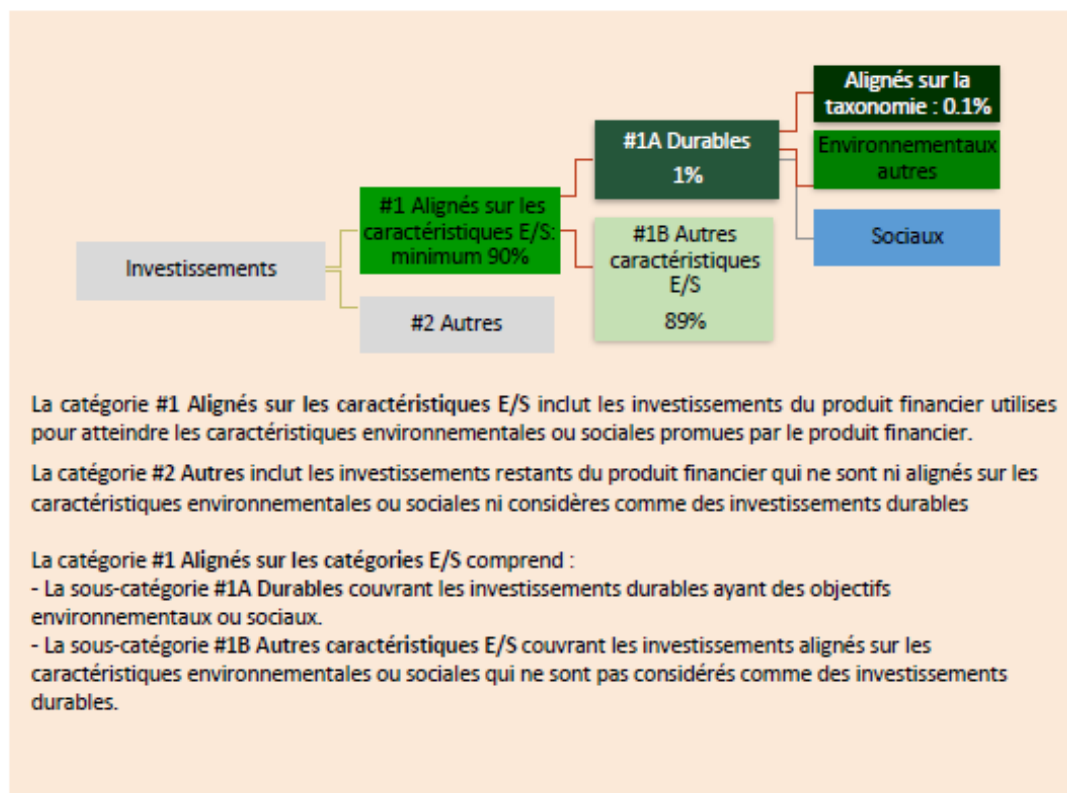 Alignés sur la
taxonomie : 0.1%
#1A Durables
1%
Environnementaux
autres
#1 Alignés sur les
caractéristiques E/S:
minimum 90%
#1B Autres
caractéristiques
E/S
89%
Sociaux
Investissements
#2 Autres
La catégorie #1 Alignés sur les caractéristiques E/S inclut les investissements du produit financier utilises
pour atteindre les caractéristiques environnementales ou sociales promues par le produit financier.
La catégorie #2 Autres inclut les investissements restants du produit financier qui ne sont ni alignés sur les
caractéristiques environnementales ou sociales ni considères comme des investissements durables
La catégorie #1 Alignés sur les catégories E/S comprend :
- La sous-catégorie #1A Durables couvrant les investissements durables ayant des objectifs
environnementaux ou sociaux.
- La sous-catégorie #1B Autres caractéristiques E/S couvrant les investissements alignés sur les
caractéristiques environnementales ou sociales qui ne sont pas considérés comme des investissements
durables.